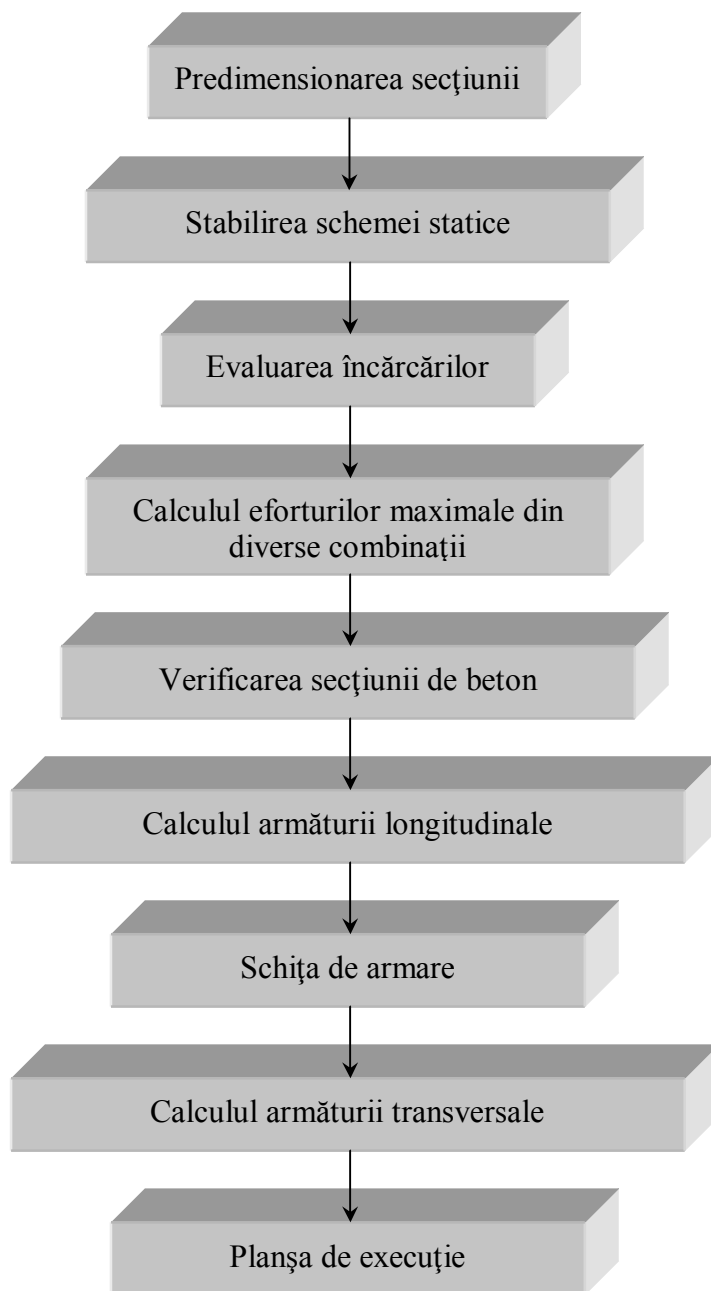 Predimensionarea secţiunii
Stabilirea schemei statice
Evaluarea încărcărilor
Calculul eforturilor maximale din
diverse combinaţii
Verificarea secţiunii de beton
Calculul armăturii longitudinale
Schiţa de armare
Calculul armăturii transversale
Planşa de execuţie